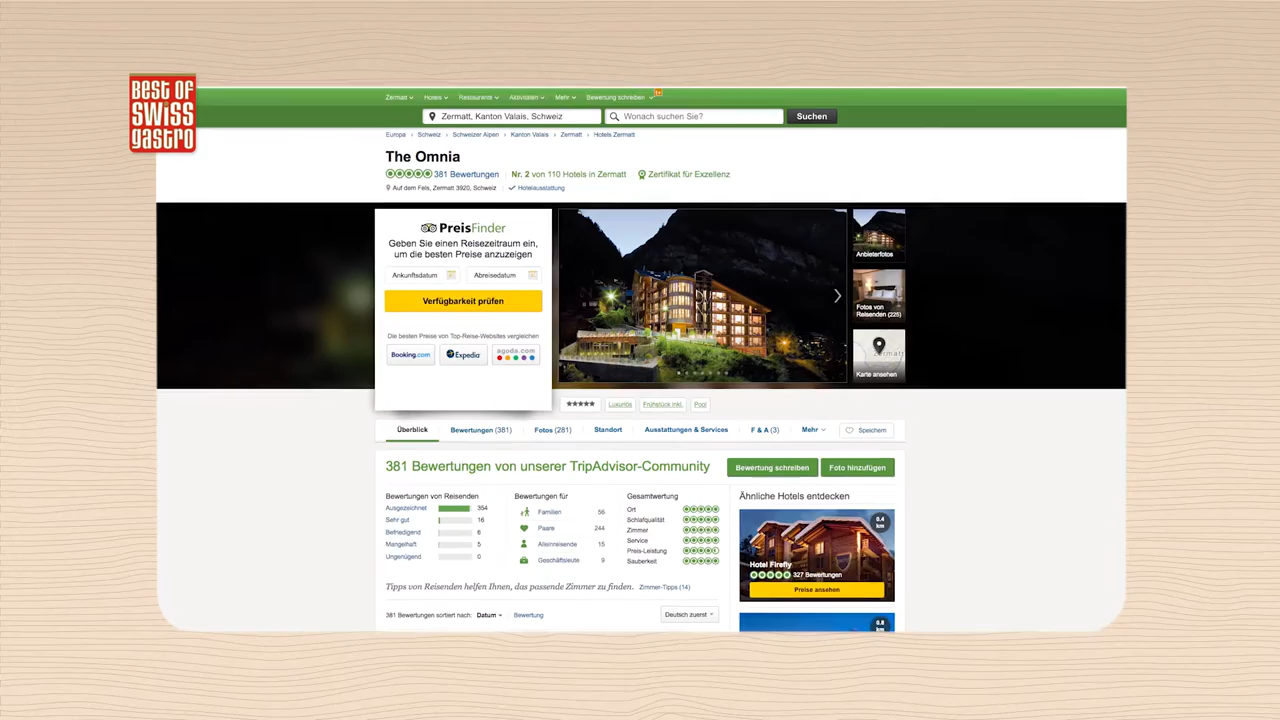 BEST OF
SWISS
gastro
Zermatt Hotels Restaurants Aktivitäten Mehr Bewertung schreiben
Zermatt, Kanton Valais, Schweiz Wonach suchen Sie? Suchen
Europa › Schweiz › Schweizer Alpen › Kanton Valais › Zermatt › Hotels Zermatt
The Omnia
381 Bewertungen Nr. 2 von 110 Hotels in Zermatt Zertifikat für Exzellenz
Auf dem Fels, Zermatt 3920, Schweiz Hotelausstattung
PreisFinder
Geben Sie einen Reisezeitraum ein,
um die besten Preise anzuzeigen
Ankunftsdatum Abreisedatum
Verfügbarkeit prüfen
Die besten Preise von Top-Reise-Websites vergleichen
Booking.com Expedia agoda.com
Anbieterfotos
Fotos von
Reisenden (225)
Zermatt
Karte ansehen
Luxuriös Frühstück inkl. Pool
Überblick Bewertungen (381) Fotos (281) Standort Ausstattungen & Services F & A (3) Mehr Speichern
381 Bewertungen von unserer TripAdvisor-Community Bewertung schreiben Foto hinzufügen
Bewertungen von Reisenden
Ausgezeichnet 354
Sehr gut 16
Befriedigend 6
Mangelhaft 5
Ungenügend 0
Bewertungen für
Familien 56
Paare 244
Alleinreisende 15
Geschäftsleute 9
Gesamtwertung
Ort
Schlafqualität
Zimmer
Service
Preis-Leistung
Sauberkeit
Tipps von Reisenden helfen Ihnen, das passende Zimmer zu finden. Zimmer-Tipps (14)
381 Bewertungen sortiert nach: Datum Bewertung Deutsch zuerst
Ähnliche Hotels entdecken
0.4
km
Hotel Firefly
327 Bewertungen
Preise ansehen
0.8
km